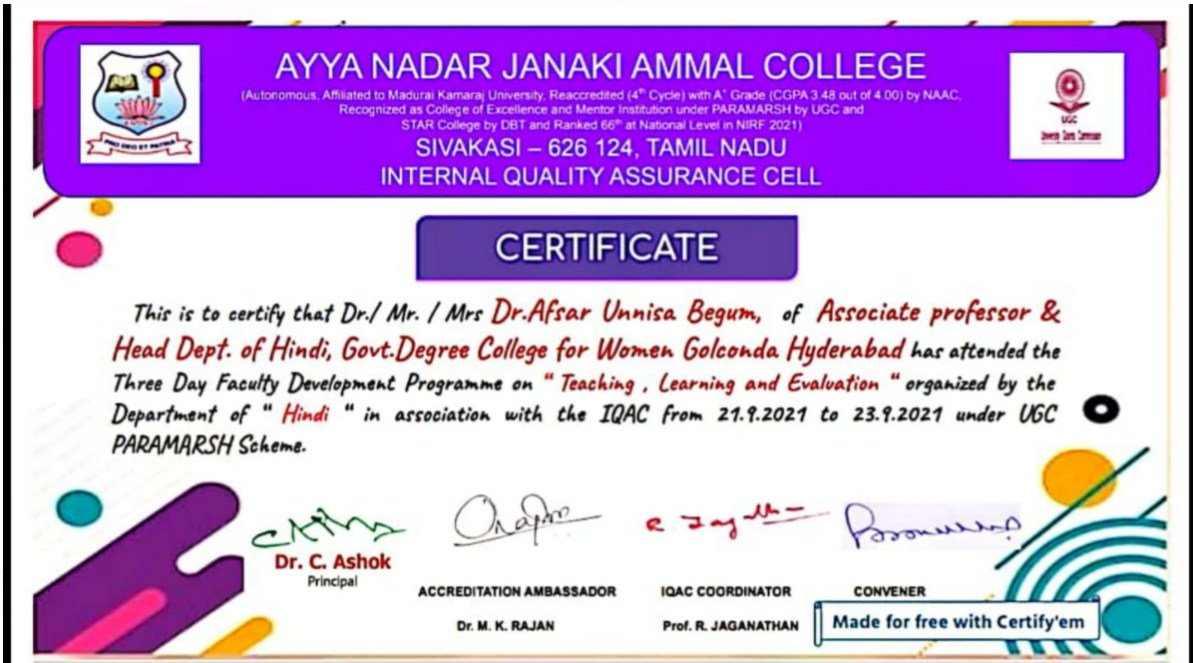 AYYA NADAR JANAKI AMMAL COLLEGE
(Autonomous, Affiliated to Madurai Kamaraj University, Reaccredited (4th Cycle) with A+ Grade (CGPA 3.48 out of 4.00) by NAAC,
Recognized as College of Excellence and Mentor Institution under PARAMARSH by UGC and
STAR College by DBT and Ranked 66th at National Level in NIRF 2021)
SIVAKASI – 626 124, TAMIL NADU
INTERNAL QUALITY ASSURANCE CELL
PRO DEO ET PATRIA
UGC
University Grants Commission
CERTIFICATE
This is to certify that Dr./ Mr. / Mrs Dr.Afsar Unnisa Begum, of Associate professor &
Head Dept. of Hindi, Govt.Degree College for Women Golconda Hyderabad has attended the
Three Day Faculty Development Programme on " Teaching , Learning and Evaluation " organized by the
Department of " Hindi " in association with the IQAC from 21.9.2021 to 23.9.2021 under UGC
PARAMARSH Scheme.
Dr. C. Ashok
Principal
ACCREDITATION AMBASSADOR
Dr. M. K. RAJAN
IQAC COORDINATOR
Prof. R. JAGANATHAN
CONVENER
Made for free with Certify'em